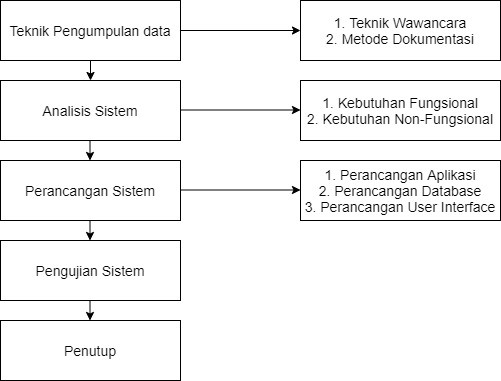 Teknik Pengumpulan data
1. Teknik Wawancara
2. Metode Dokumentasi
Analisis Sistem
1. Kebutuhan Fungsional
2. Kebutuhan Non-Fungsional
Perancangan Sistem
1. Perancangan Aplikasi
2. Perancangan Database
3. Perancangan User Interface
Pengujian Sistem
Penutup